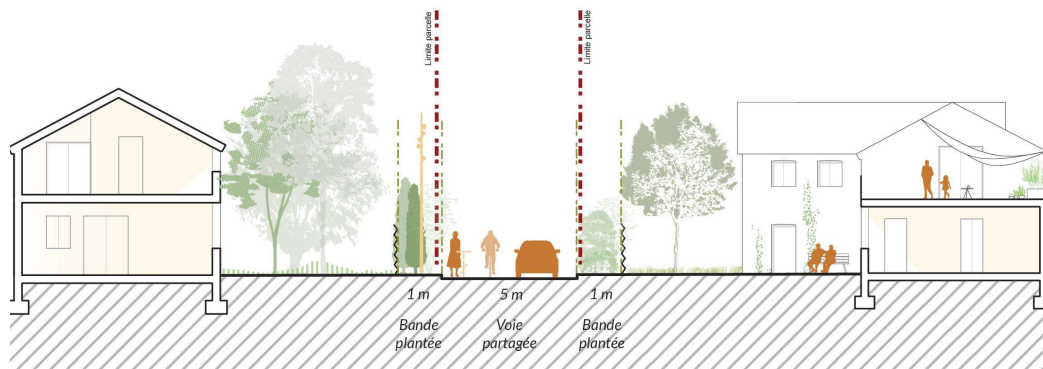 Limite parcelle
Limite parcelle
1 m
5 m
1 m
Bande
plantée
Voie
partagée
Bande
plantée